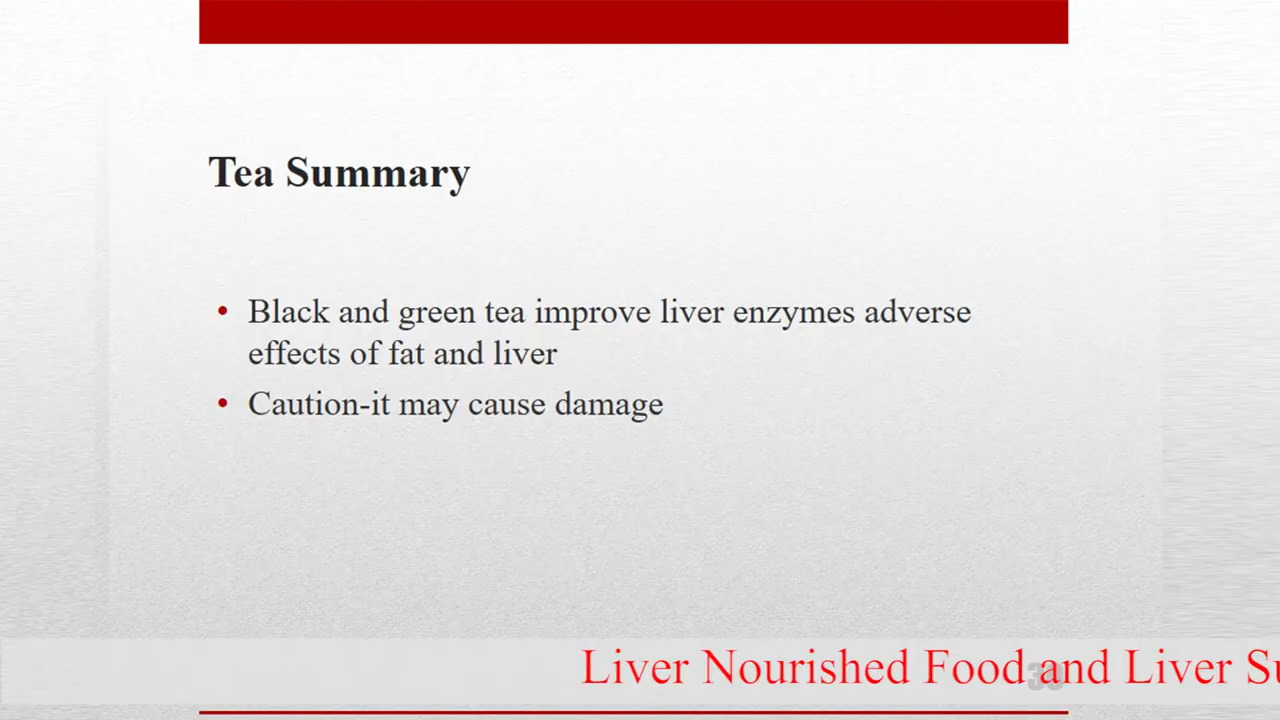 Tea Summary
• Black and green tea improve liver enzymes adverse
effects of fat and liver
• Caution-it may cause damage
Liver Nourished Food and Liver